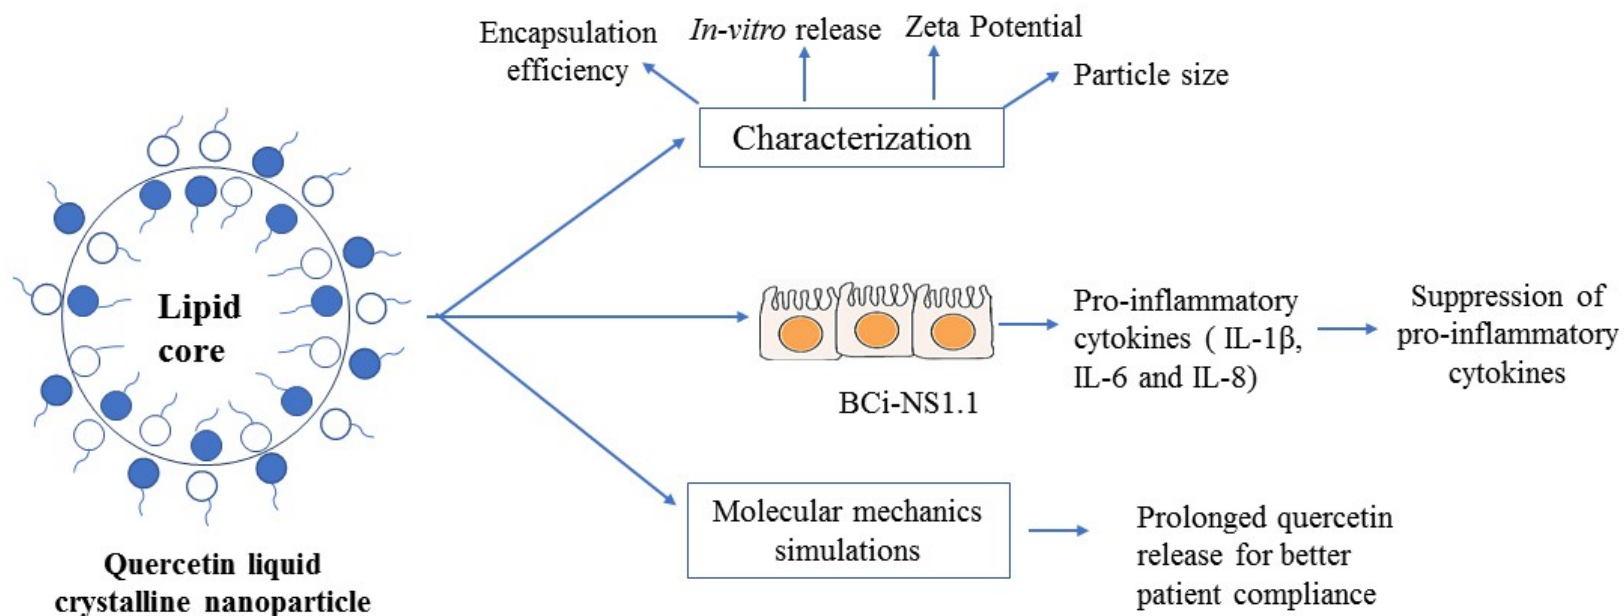 Encapsulation
efficiency
In-vitro release
Zeta Potential
Particle size
Characterization
Lipid
core
Quercetin liquid
crystalline nanoparticle
BCi-NS1.1
Pro-inflammatory
cytokines ( IL-1β,
IL-6 and IL-8)
Suppression of
pro-inflammatory
cytokines
Molecular mechanics
simulations
Prolonged quercetin
release for better
patient compliance